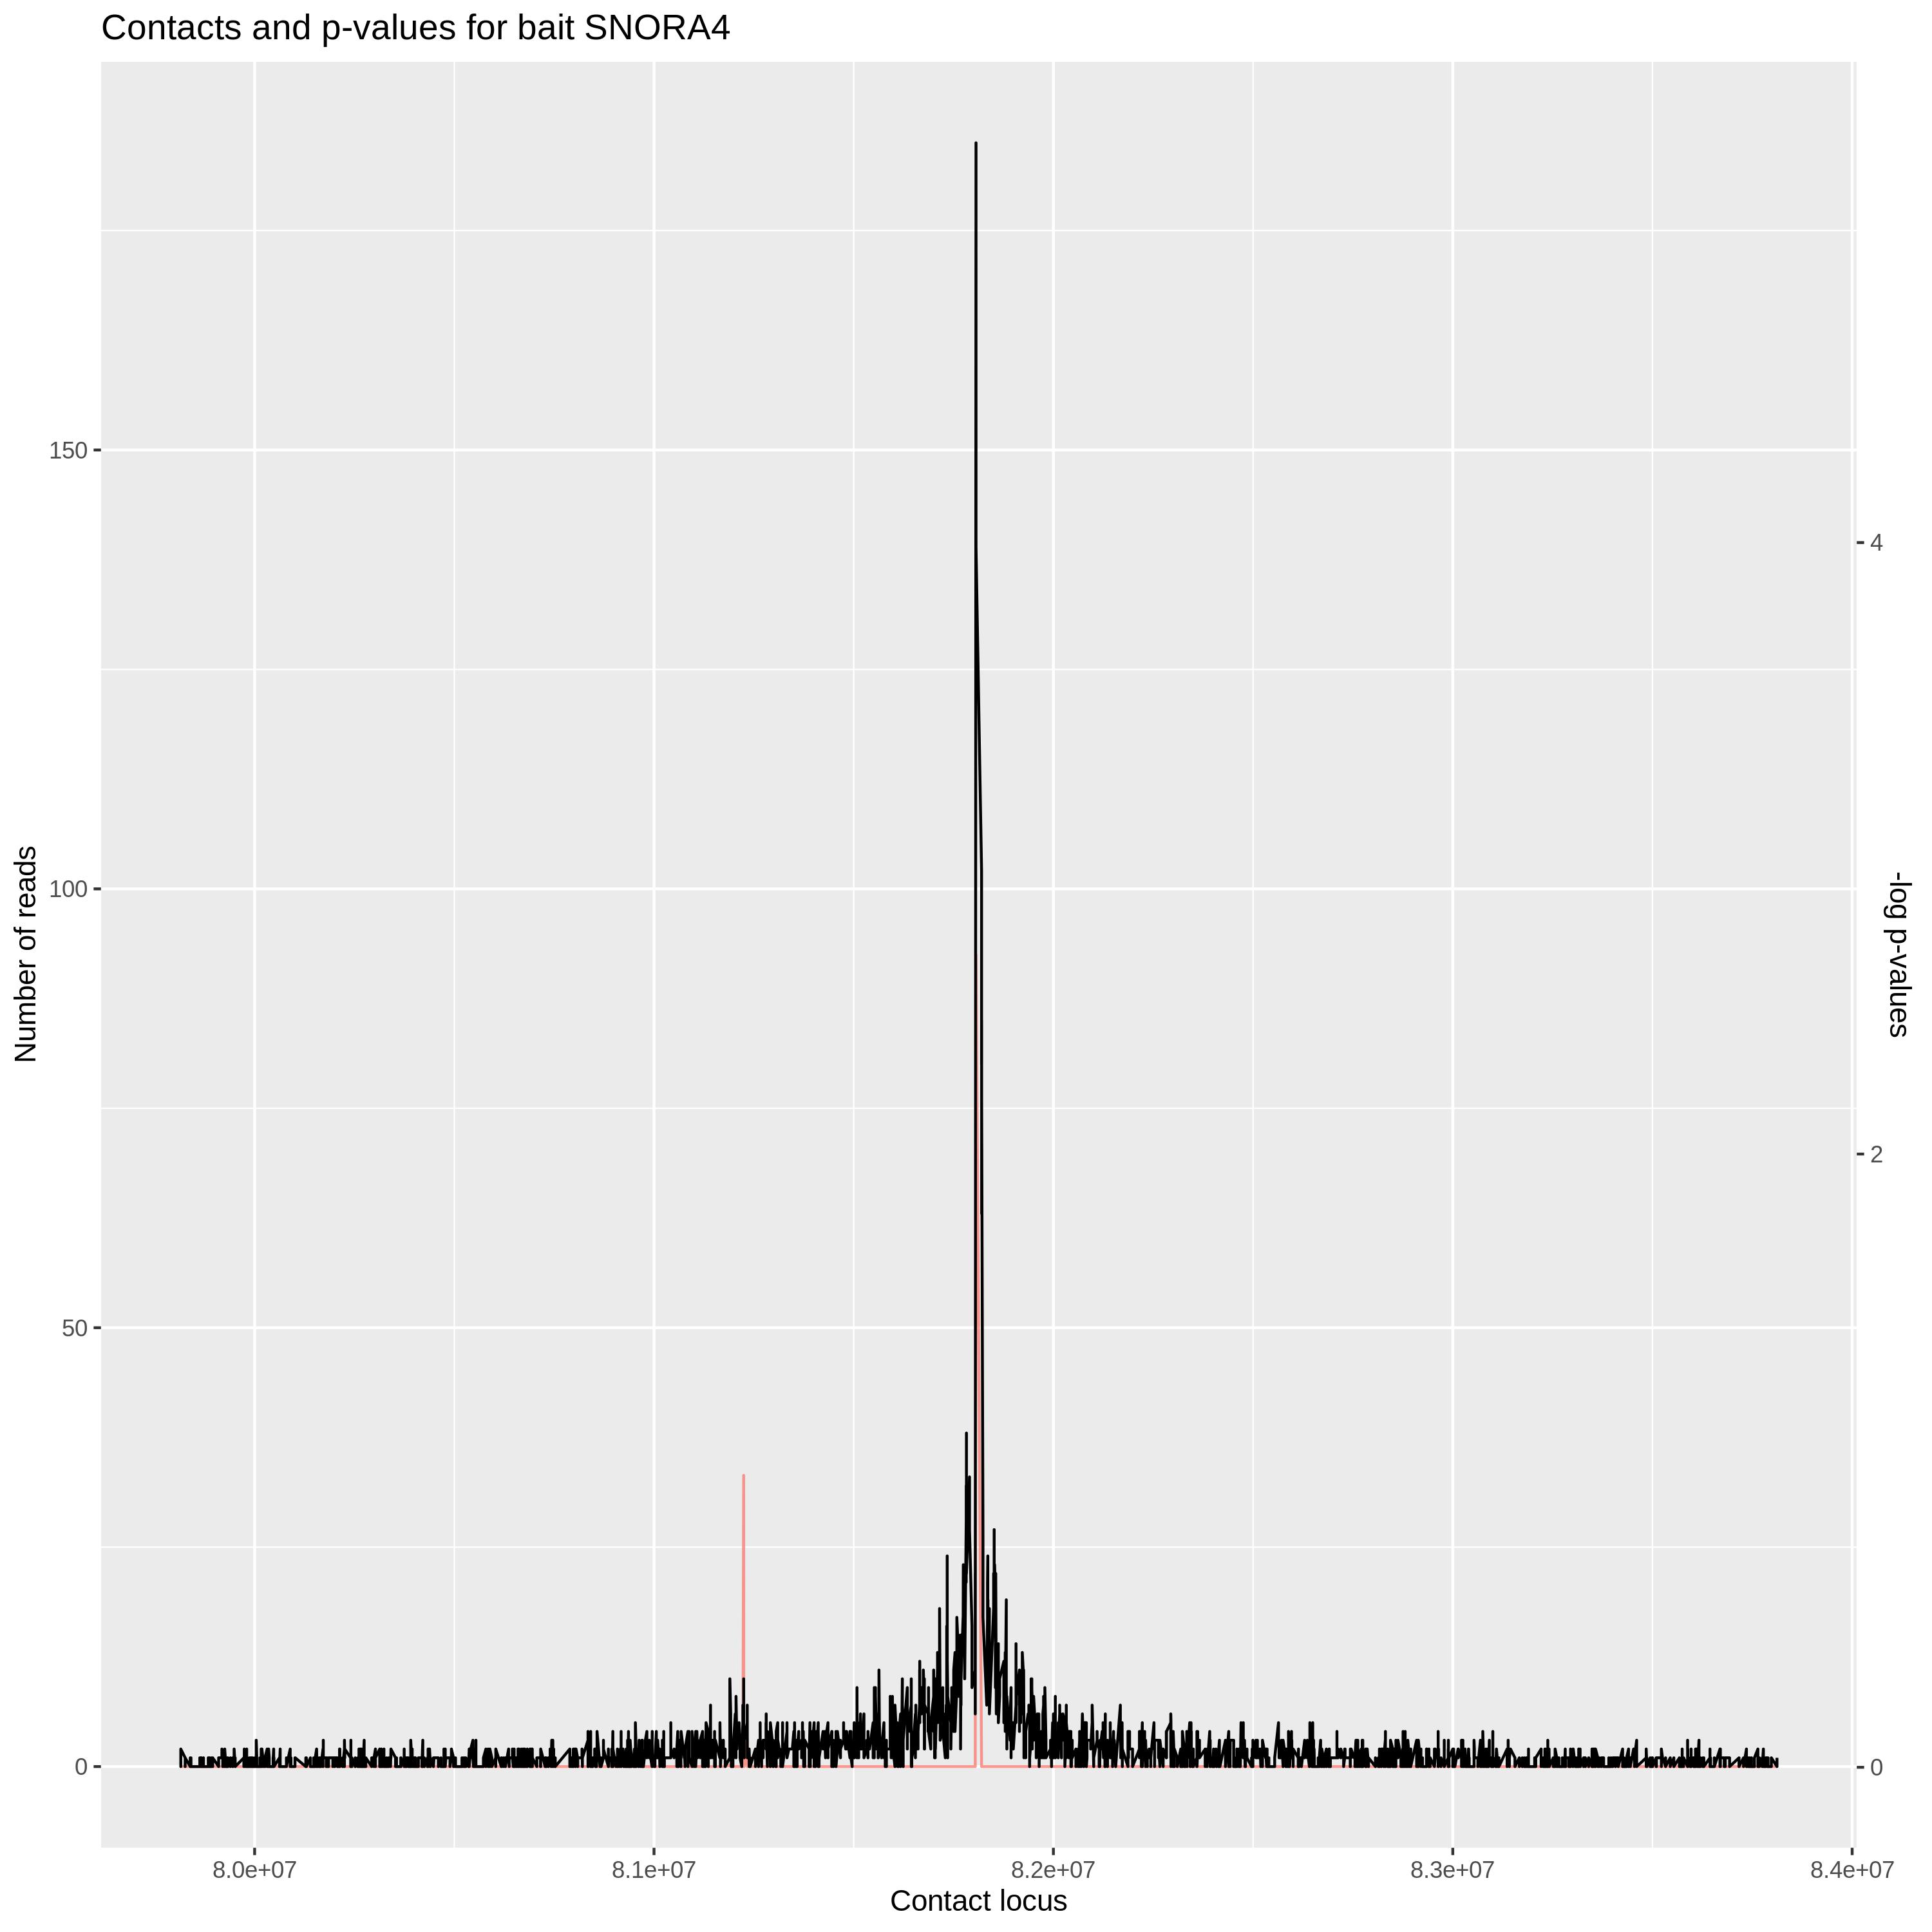 Contacts and p-values for bait SNORA4
Number of reads
150
100
50
0
4
2
0
-log p-values
8.0e+07
8.1e+07
8.2e+07
8.3e+07
8.4e+07
Contact locus